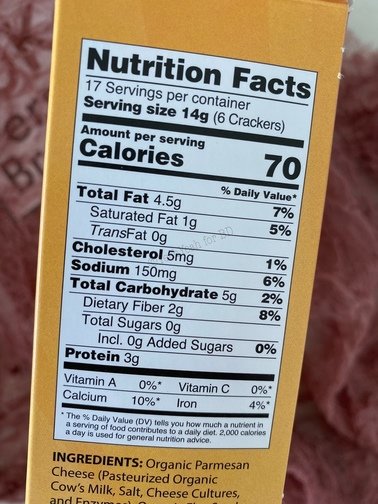 Nutrition Facts
17 Servings per container
Serving size 14g (6 Crackers)
Amount per serving
Calories 70
% Daily Value*
Total Fat 4.5g 7%
Saturated Fat 1g 5%
TransFat 0g
Cholesterol 5mg 1%
Sodium 150mg 6%
Total Carbohydrate 5g 2%
Dietary Fiber 2g 8%
Total Sugars 0g
Incl. 0g Added Sugars 0%
Protein 3g
Vitamin A 0%* Vitamin C 0%*
Calcium 10%* Iron 4%*
* The % Daily Value (DV) tells you how much a nutrient in
a serving of food contributes to a daily diet. 2,000 calories
a day is used for general nutrition advice.
INGREDIENTS: Organic Parmesan
Cheese (Pasteurized Organic
Cow's Milk, Salt, Cheese Cultures,
and Enzymes), Or